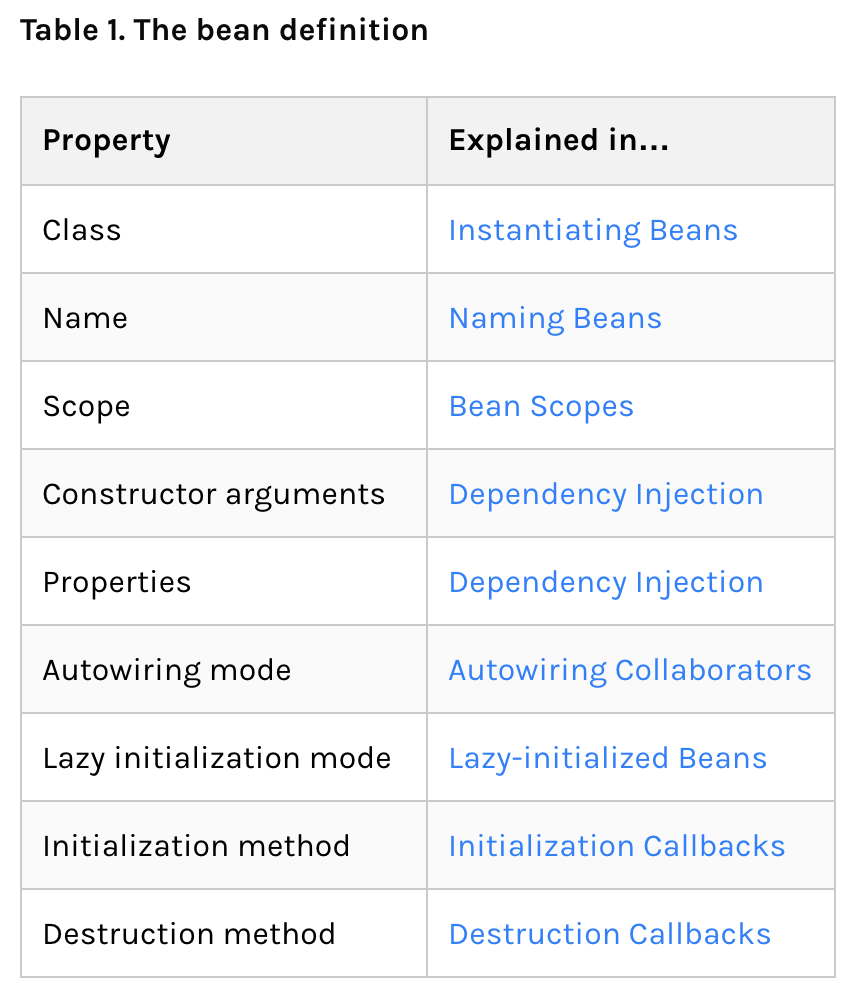 Table 1. The bean definition
Property Explained in...
Class Instantiating Beans
Name Naming Beans
Scope Bean Scopes
Constructor arguments Dependency Injection
Properties Dependency Injection
Autowiring mode Autowiring Collaborators
Lazy initialization mode Lazy-initialized Beans
Initialization method Initialization Callbacks
Destruction method Destruction Callbacks